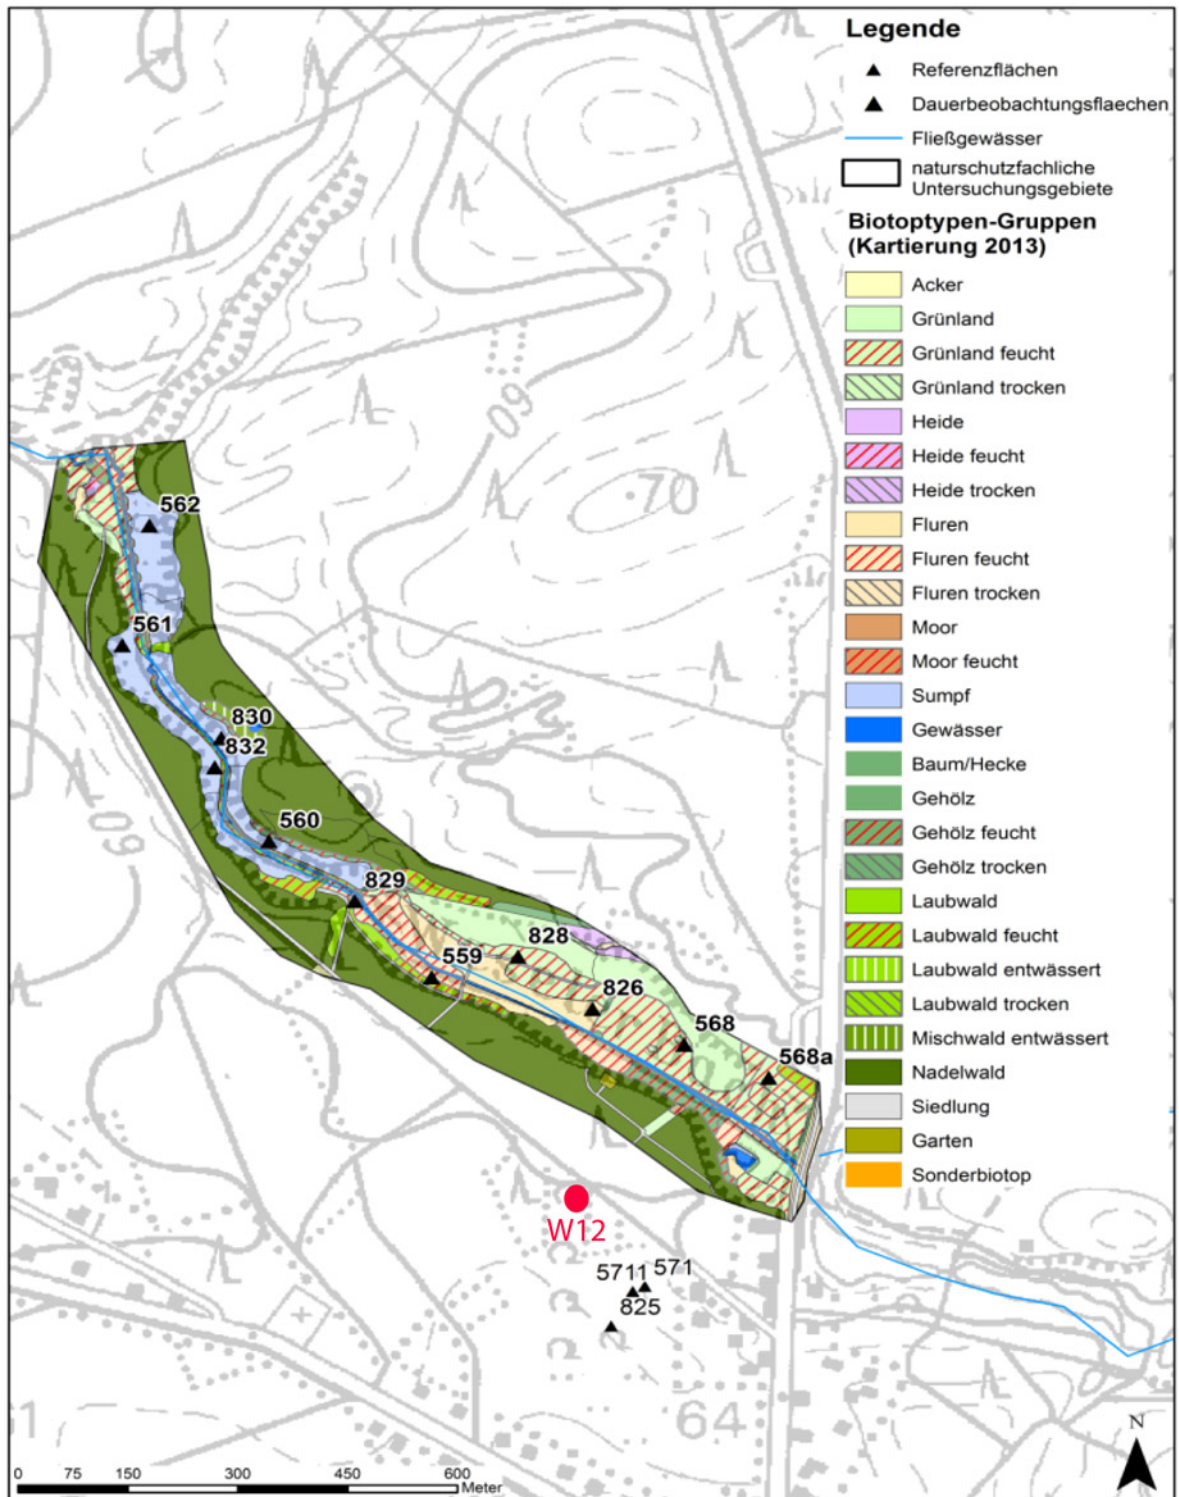 Legende
Referenzflächen
Dauerbeobachtungsflaechen
Fließgewässer
naturschutzfachliche
Untersuchungsgebiete
Biotoptypen-Gruppen
(Kartierung 2013)
Acker
Grünland
Grünland feucht
Grünland trocken
Heide
Heide feucht
Heide trocken
Fluren
Fluren feucht
Fluren trocken
Moor
Moor feucht
Sumpf
Gewässer
Baum/Hecke
Gehölz
Gehölz feucht
Gehölz trocken
Laubwald
Laubwald feucht
Laubwald entwässert
Laubwald trocken
Mischwald entwässert
Nadelwald
Siedlung
Garten
Sonderbiotop
60
70
562
561
830
832
60
560
829
828
559
826
568
568a
W12
5711 571
825
64
N
0 75 150 300 450 600
Meter